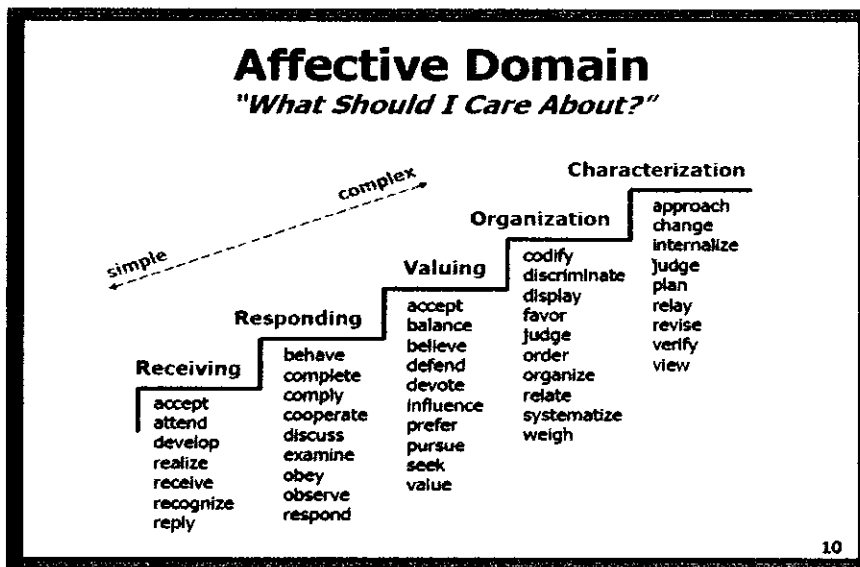 Affective Domain
"What Should I Care About?"
simple
complex
Receiving
accept
attend
develop
realize
receive
recognize
reply
Responding
behave
complete
comply
cooperate
discuss
examine
obey
observe
respond
Valuing
accept
balance
believe
defend
devote
influence
prefer
pursue
seek
value
Organization
codify
discriminate
display
favor
judge
order
organize
relate
systematize
weigh
Characterization
approach
change
internalize
judge
plan
relay
revise
verify
view
10